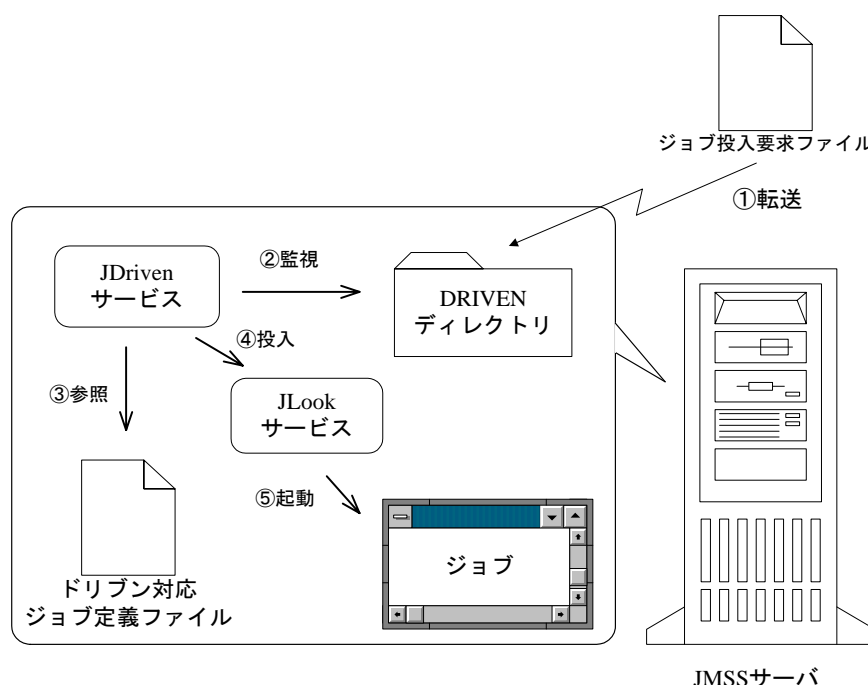 ジョブ投入要求ファイル
①転送
JDriven
サービス
②監視
DRIVEN
ディレクトリ
④投入
③参照
JLook
サービス
⑤起動
ジョブ
ドリブン対応
ジョブ定義ファイル
JMSSサーバ